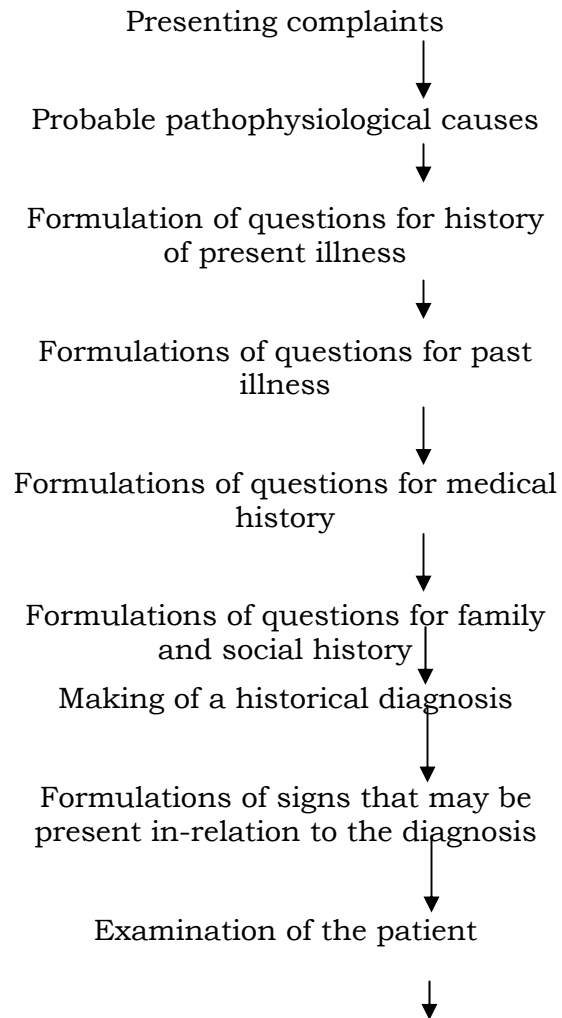 Presenting complaints
Probable pathophysiological causes
Formulation of questions for history
of present illness
Formulations of questions for past
illness
Formulations of questions for medical
history
Formulations of questions for family
and social history
Making of a historical diagnosis
Formulations of signs that may be
present in-relation to the diagnosis
Examination of the patient